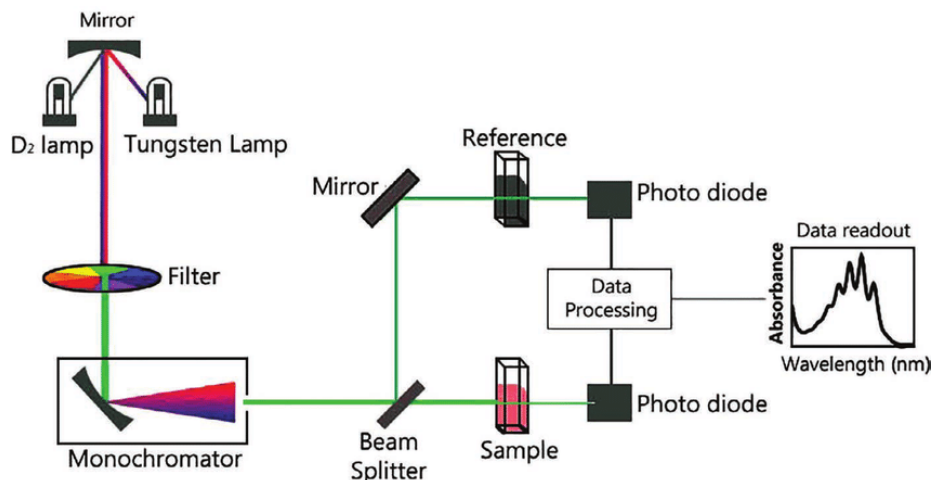 Mirror
D₂ lamp
Tungsten Lamp
Filter
Monochromator
Mirror
Beam
Splitter
Reference
Sample
Photo diode
Data
Processing
Photo diode
Data readout
Absorbance
Wavelength (nm)